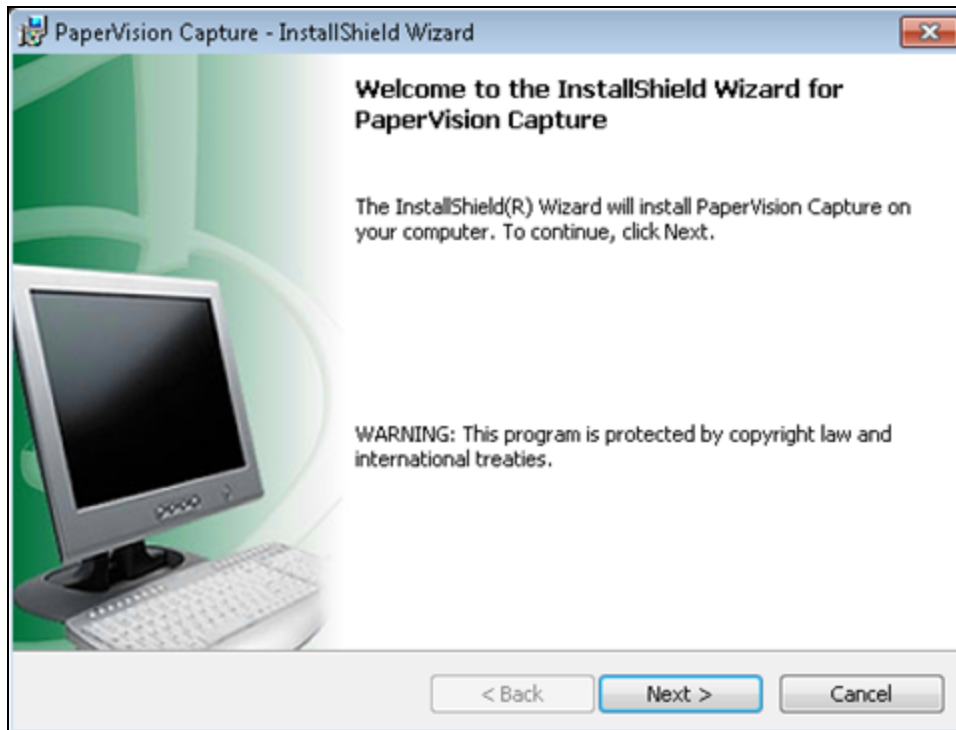 PaperVision Capture - InstallShield Wizard
Welcome to the InstallShield Wizard for
PaperVision Capture
The InstallShield(R) Wizard will install PaperVision Capture on
your computer. To continue, click Next.
WARNING: This program is protected by copyright law and
international treaties.
< Back
Next >
Cancel